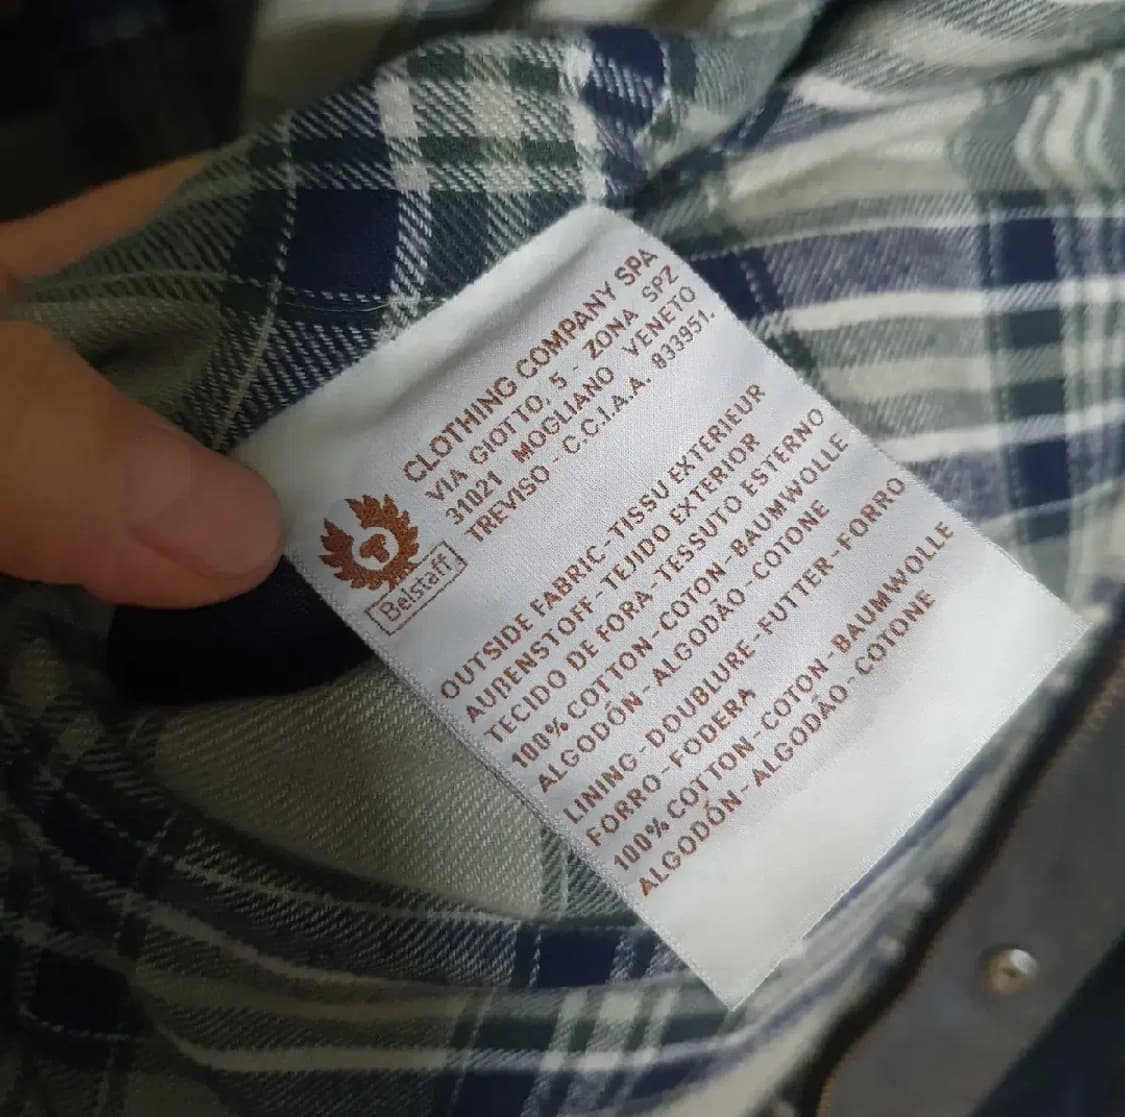 CLOTHING COMPANY SPA
VIA GIOTTO, 5 - ZONA SPZ
31021 MOGLIANO VENETO
TREVISO - C.C.I.A.A. 833951.
Belstaff
OUTSIDE FABRIC - TISSU EXTERIEUR
AUßENSTOFF - TEJIDO EXTERIOR
TECIDO DE FORA - TESSUTO ESTERNO
100% COTTON - COTON - BAUMWOLLE
ALGODÓN - ALGODÃO - COTONE
LINING - DOUBLURE - FUTTER - FORRO
FORRO - FODERA
100% COTTON - COTON - BAUMWOLLE
ALGODÓN - ALGODÃO - COTONE